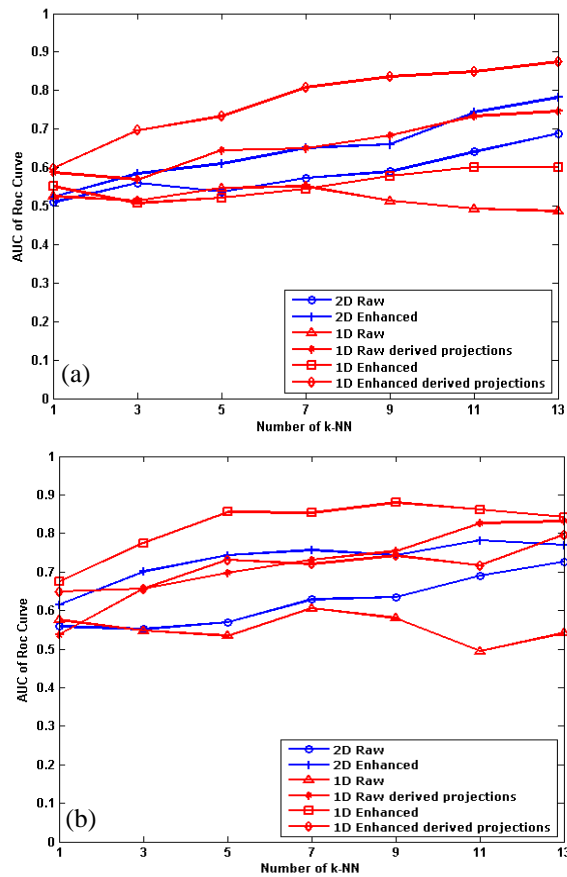 1
0.9
0.8
0.7
0.6
0.5
0.4
0.3
0.2
0.1
0
AUC of Roc Curve
2D Raw
2D Enhanced
1D Raw
1D Raw derived projections
1D Enhanced
1D Enhanced derived projections
(a)
1 3 5 7 9 11 13
Number of k-NN
1
0.9
0.8
0.7
0.6
0.5
0.4
0.3
0.2
0.1
0
AUC of Roc Curve
2D Raw
2D Enhanced
1D Raw
1D Raw derived projections
1D Enhanced
1D Enhanced derived projections
(b)
1 3 5 7 9 11 13
Number of k-NN